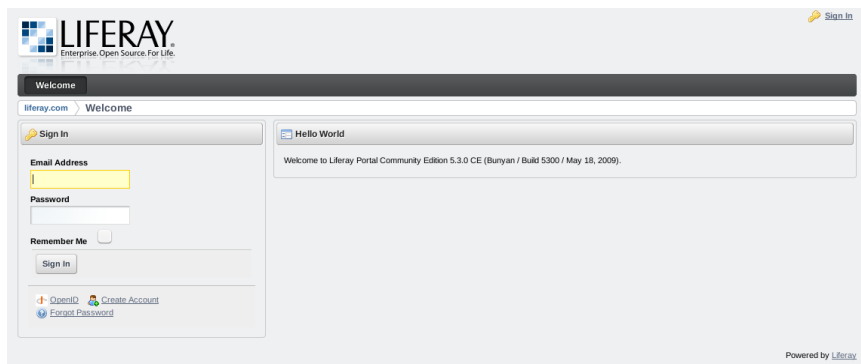 Sign In
LIFERAY.
Enterprise. Open Source. For Life.
Welcome
liferay.com Welcome
Sign In
Email Address
Password
Remember Me
Sign In
OpenID Create Account
Forgot Password
Hello World
Welcome to Liferay Portal Community Edition 5.3.0 CE (Bunyan / Build 5300 / May 18, 2009).
Powered by Liferay